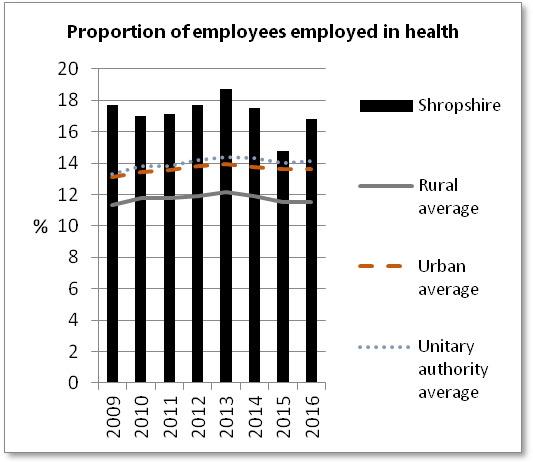 Proportion of employees employed in health
20
18
16
14
12
10
8
6
4
2
0
%
2009
2010
2011
2012
2013
2014
2015
2016
Shropshire
Rural
average
Urban
average
Unitary
authority
average